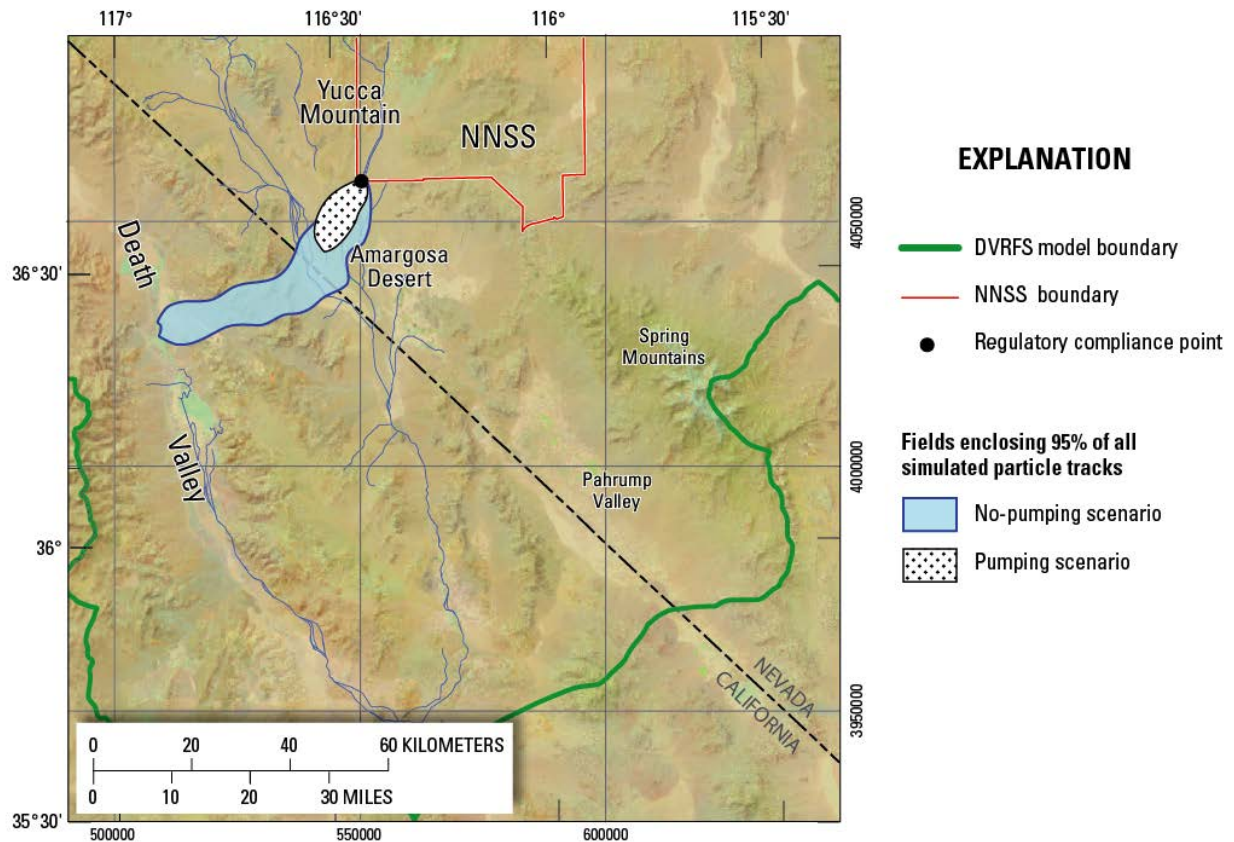 117°
116°30'
116°
115°30'
Yucca
Mountain
NNSS
Death
Valley
Amargosa
Desert
Spring
Mountains
Pahrump
Valley
NEVADA
CALIFORNIA
36°30'
36°
35°30'
4050000
4000000
3950000
0 20 40 60 KILOMETERS
0 10 20 30 MILES
500000
550000
600000
EXPLANATION
DVRFS model boundary
NNSS boundary
Regulatory compliance point
Fields enclosing 95% of all
simulated particle tracks
No-pumping scenario
Pumping scenario